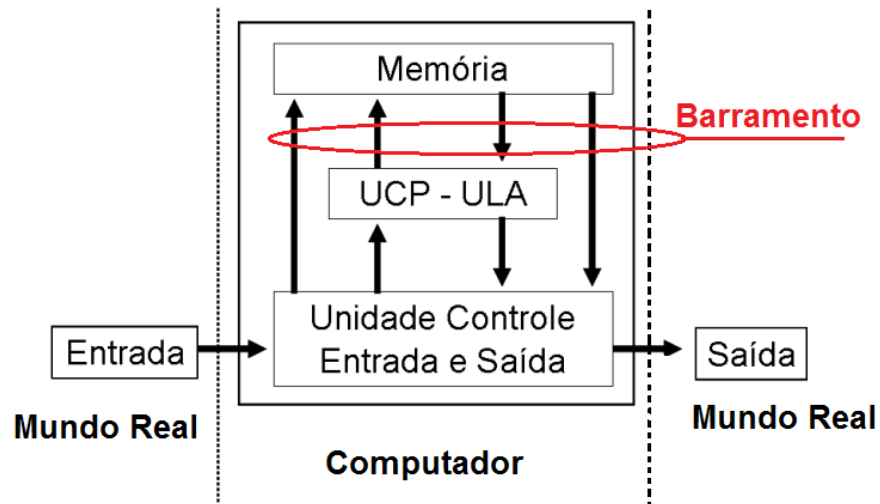 Memória
Barramento
UCP - ULA
Unidade Controle
Entrada e Saída
Entrada
Saída
Mundo Real
Mundo Real
Computador